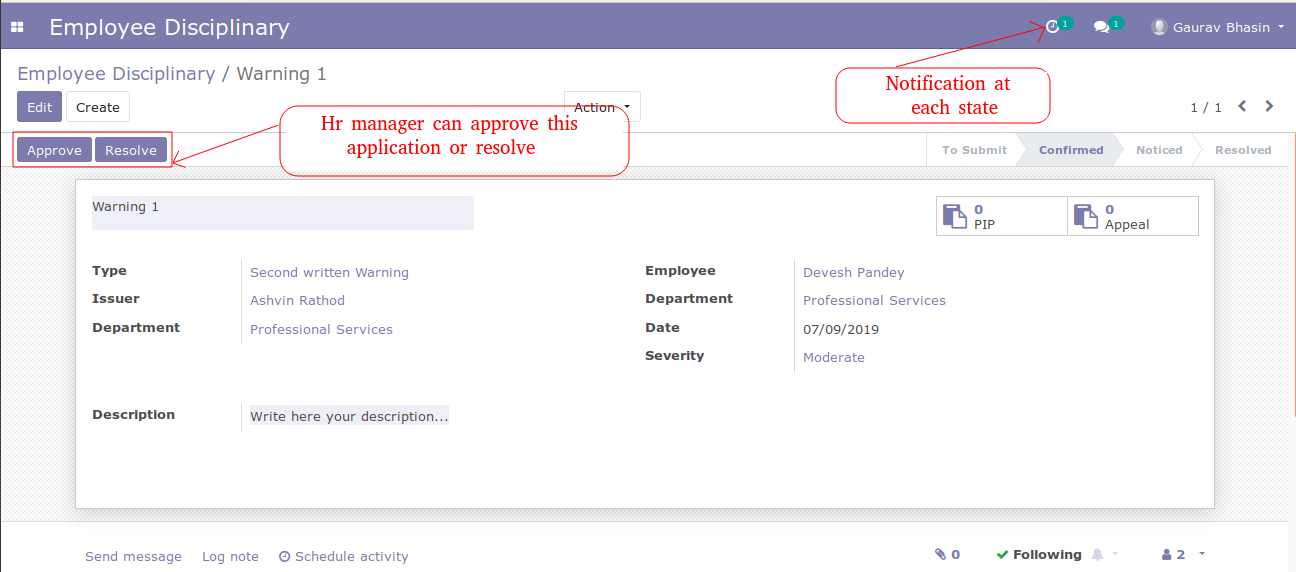 Employee Disciplinary
1
1
Gaurav Bhasin
Employee Disciplinary / Warning 1
Notification at
each state
Edit
Create
Action
1 / 1
Hr manager can approve this
application or resolve
Approve
Resolve
To Submit
Confirmed
Noticed
Resolved
Warning 1
0
PIP
0
Appeal
Type
Second written Warning
Employee
Devesh Pandey
Issuer
Ashvin Rathod
Department
Professional Services
Department
Professional Services
Date
07/09/2019
Severity
Moderate
Description
Write here your description...
Send message
Log note
Schedule activity
0
Following
2